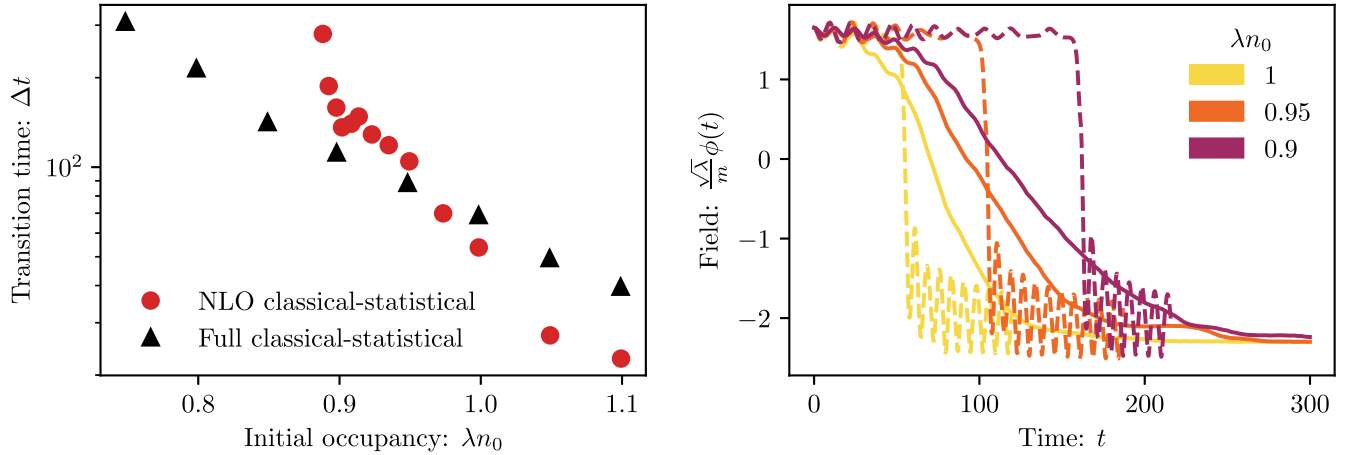 Transition time: Δt
10²
0.8 0.9 1.0 1.1
Initial occupancy: λn₀
NLO classical-statistical
Full classical-statistical
Field: √λ/m ϕ(t)
1
0
−1
−2
0 100 200 300
Time: t
λn₀
1
0.95
0.9